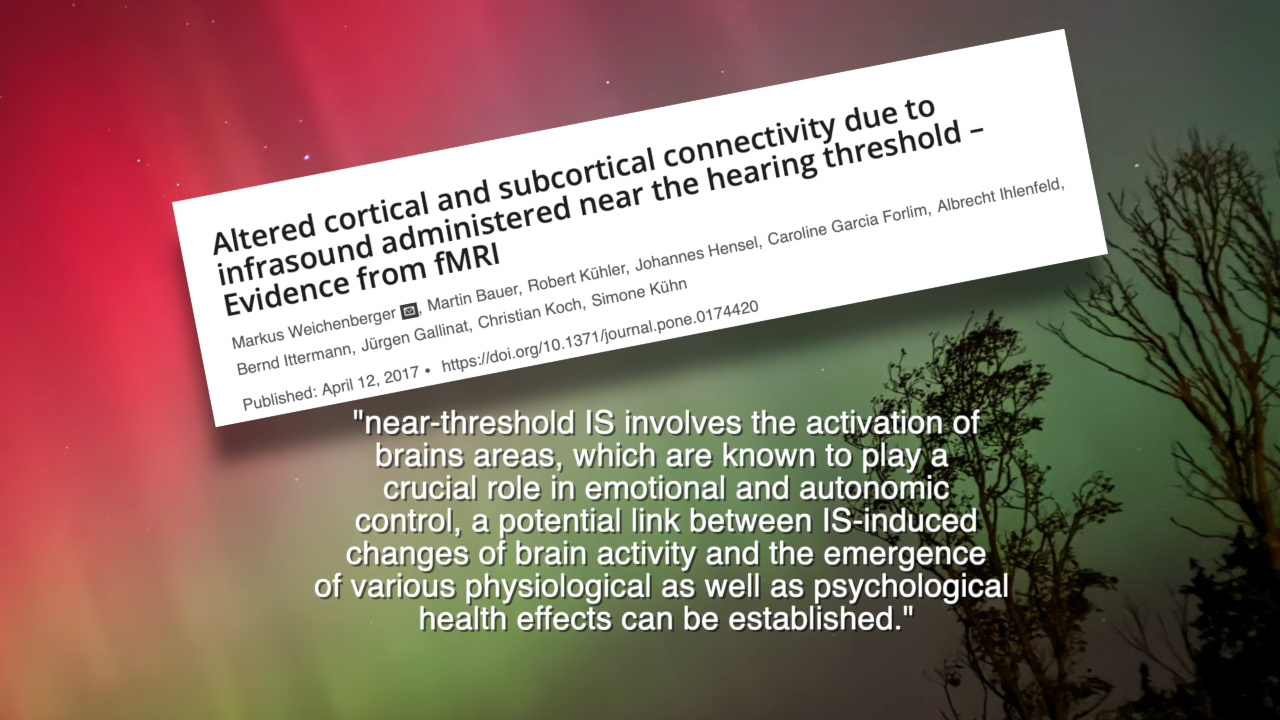 Altered cortical and subcortical connectivity due to
infrasound administered near the hearing threshold –
Evidence from fMRI
Markus Weichenberger, Martin Bauer, Robert Kühler, Johannes Hensel, Caroline Garcia Forlim, Albrecht Ihlenfeld,
Bernd Ittermann, Jürgen Gallinat, Christian Koch, Simone Kühn
Published: April 12, 2017 • https://doi.org/10.1371/journal.pone.0174420
"near-threshold IS involves the activation of
brains areas, which are known to play a
crucial role in emotional and autonomic
control, a potential link between IS-induced
changes of brain activity and the emergence
of various physiological as well as psychological
health effects can be established."